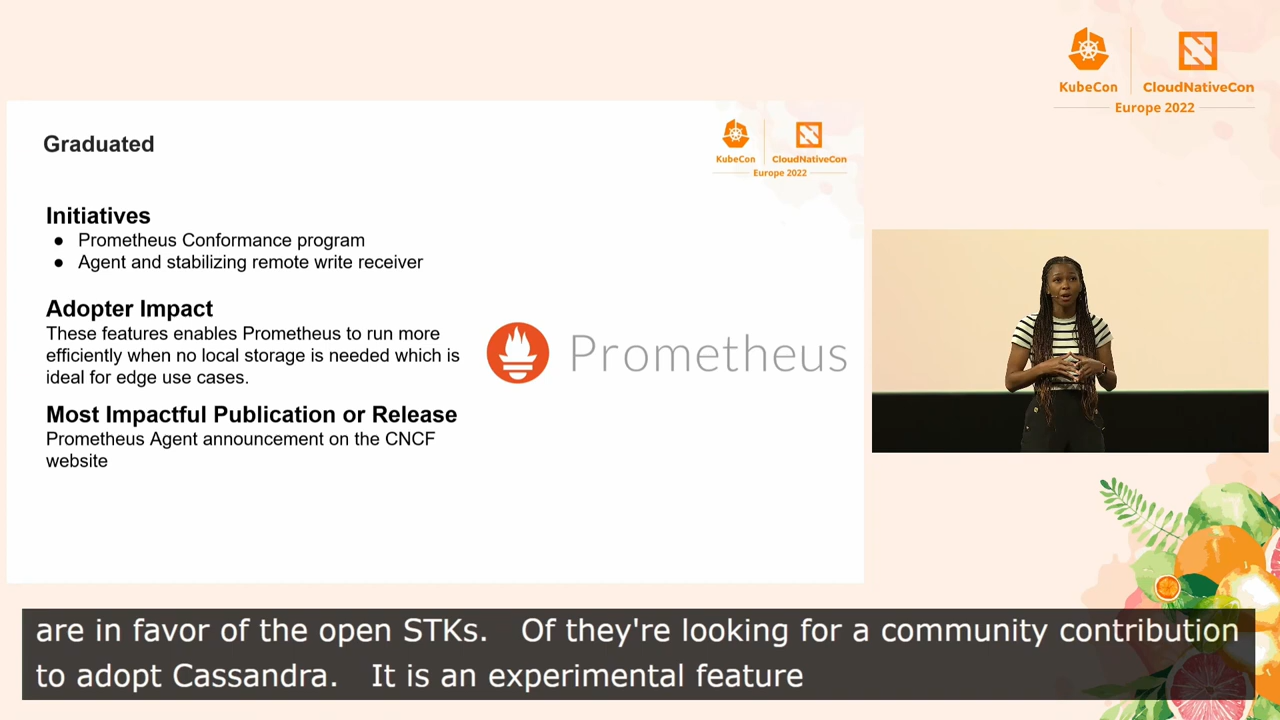 KubeCon
CloudNativeCon
Europe 2022
Graduated
KubeCon
CloudNativeCon
Europe 2022
Initiatives
● Prometheus Conformance program
● Agent and stabilizing remote write receiver
Adopter Impact
These features enables Prometheus to run more
efficiently when no local storage is needed which is
ideal for edge use cases.
Most Impactful Publication or Release
Prometheus Agent announcement on the CNCF
website
Prometheus
are in favor of the open STKs. Of they're looking for a community contribution
to adopt Cassandra. It is an experimental feature